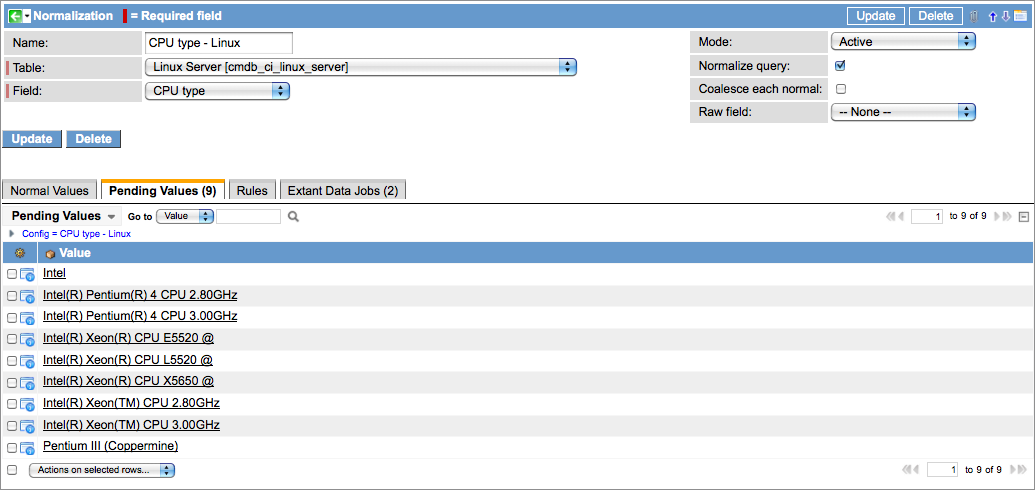 Normalization = Required field Update Delete
Name: CPU type - Linux Mode: Active
Table: Linux Server [cmdb_ci_linux_server] Normalize query:
Field: CPU type Coalesce each normal:
Raw field: -- None --
Update Delete
Normal Values Pending Values (9) Rules Extant Data Jobs (2)
Pending Values Go to Value 1 to 9 of 9
Config = CPU type - Linux
Value
Intel
Intel(R) Pentium(R) 4 CPU 2.80GHz
Intel(R) Pentium(R) 4 CPU 3.00GHz
Intel(R) Xeon(R) CPU E5520 @
Intel(R) Xeon(R) CPU L5520 @
Intel(R) Xeon(R) CPU X5650 @
Intel(R) Xeon(TM) CPU 2.80GHz
Intel(R) Xeon(TM) CPU 3.00GHz
Pentium III (Coppermine)
Actions on selected rows... 1 to 9 of 9